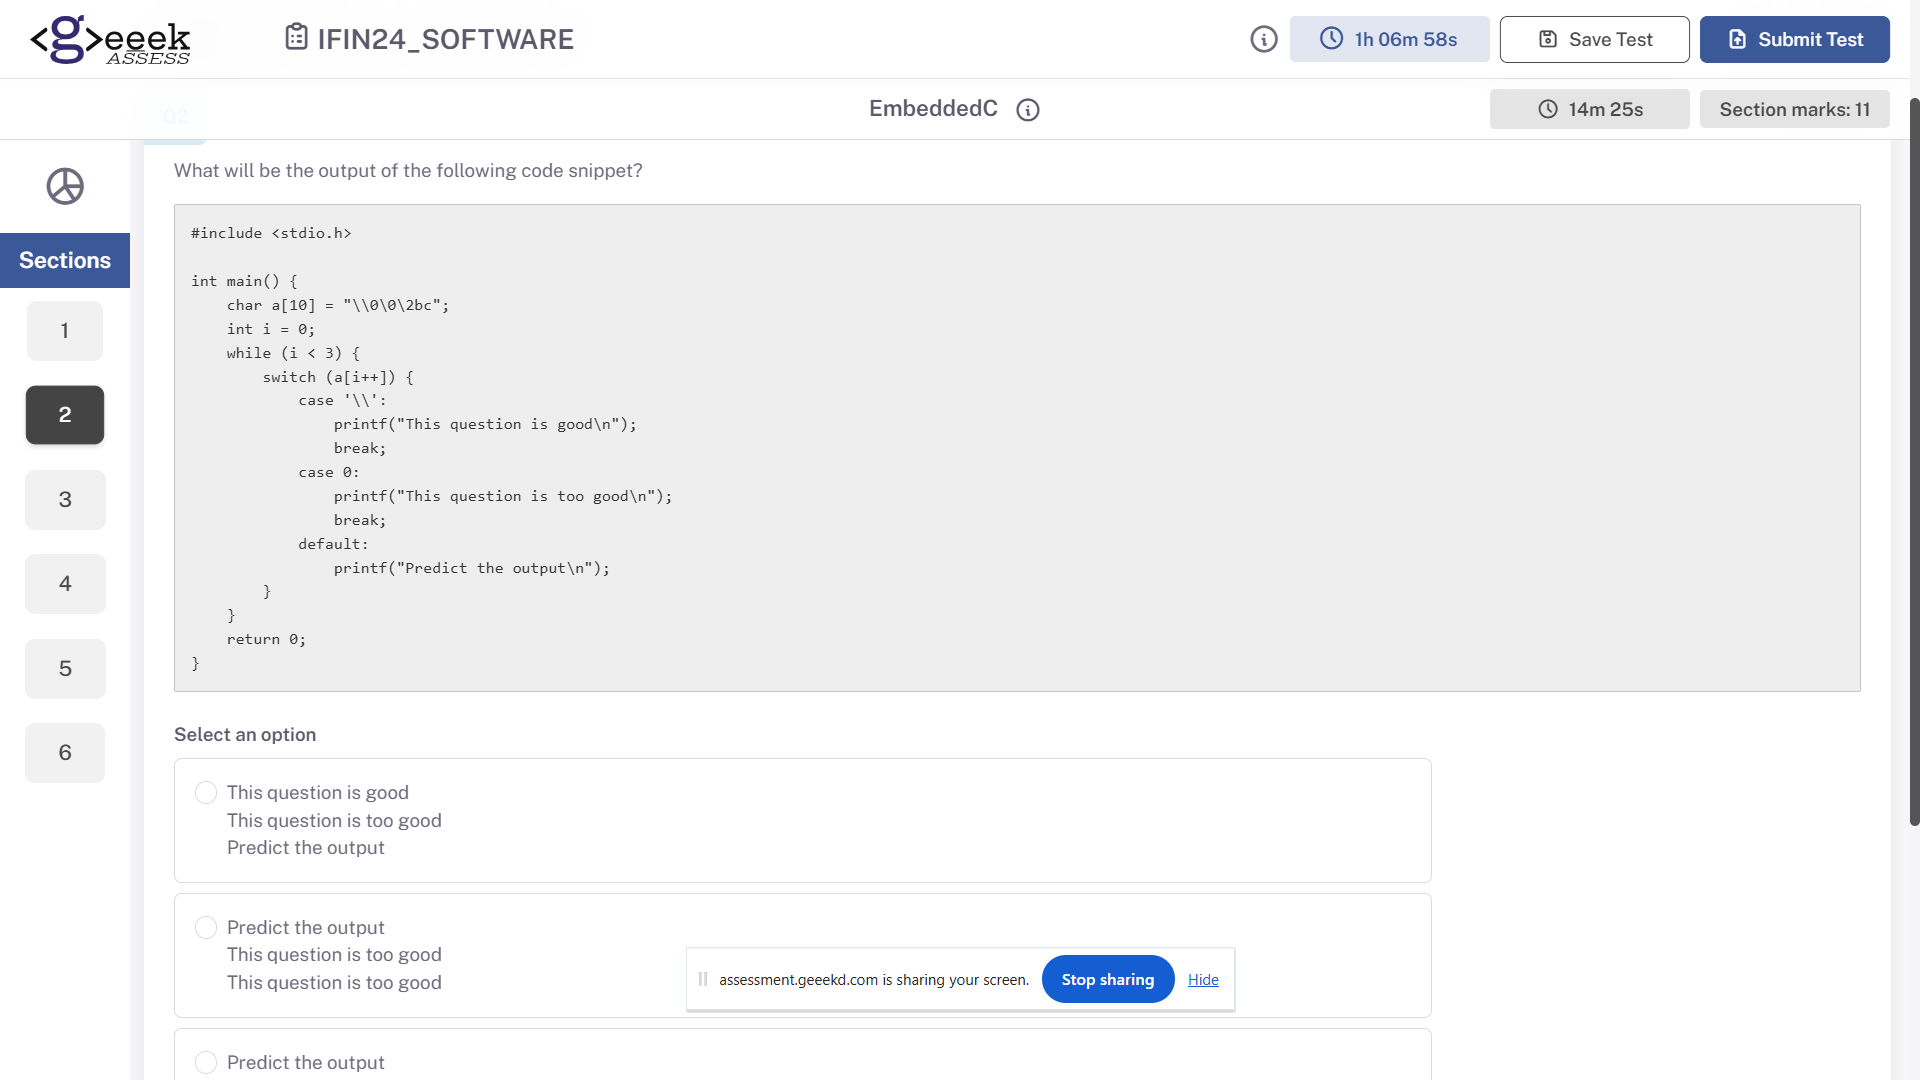 <g>eeek
ASSESS
IFIN24_SOFTWARE
1h 06m 58s
Save Test
Submit Test
Q2
EmbeddedC
14m 25s
Section marks: 11
Sections
1
2
3
4
5
6
What will be the output of the following code snippet?
#include <stdio.h>
int main() {
    char a[10] = "\\0\0\2bc";
    int i = 0;
    while (i < 3) {
        switch (a[i++]) {
            case '\\':
                printf("This question is good\n");
                break;
            case 0:
                printf("This question is too good\n");
                break;
            default:
                printf("Predict the output\n");
        }
    }
    return 0;
}
Select an option
This question is good
This question is too good
Predict the output
Predict the output
This question is too good
This question is too good
assessment.geeekd.com is sharing your screen.
Stop sharing
Hide
Predict the output